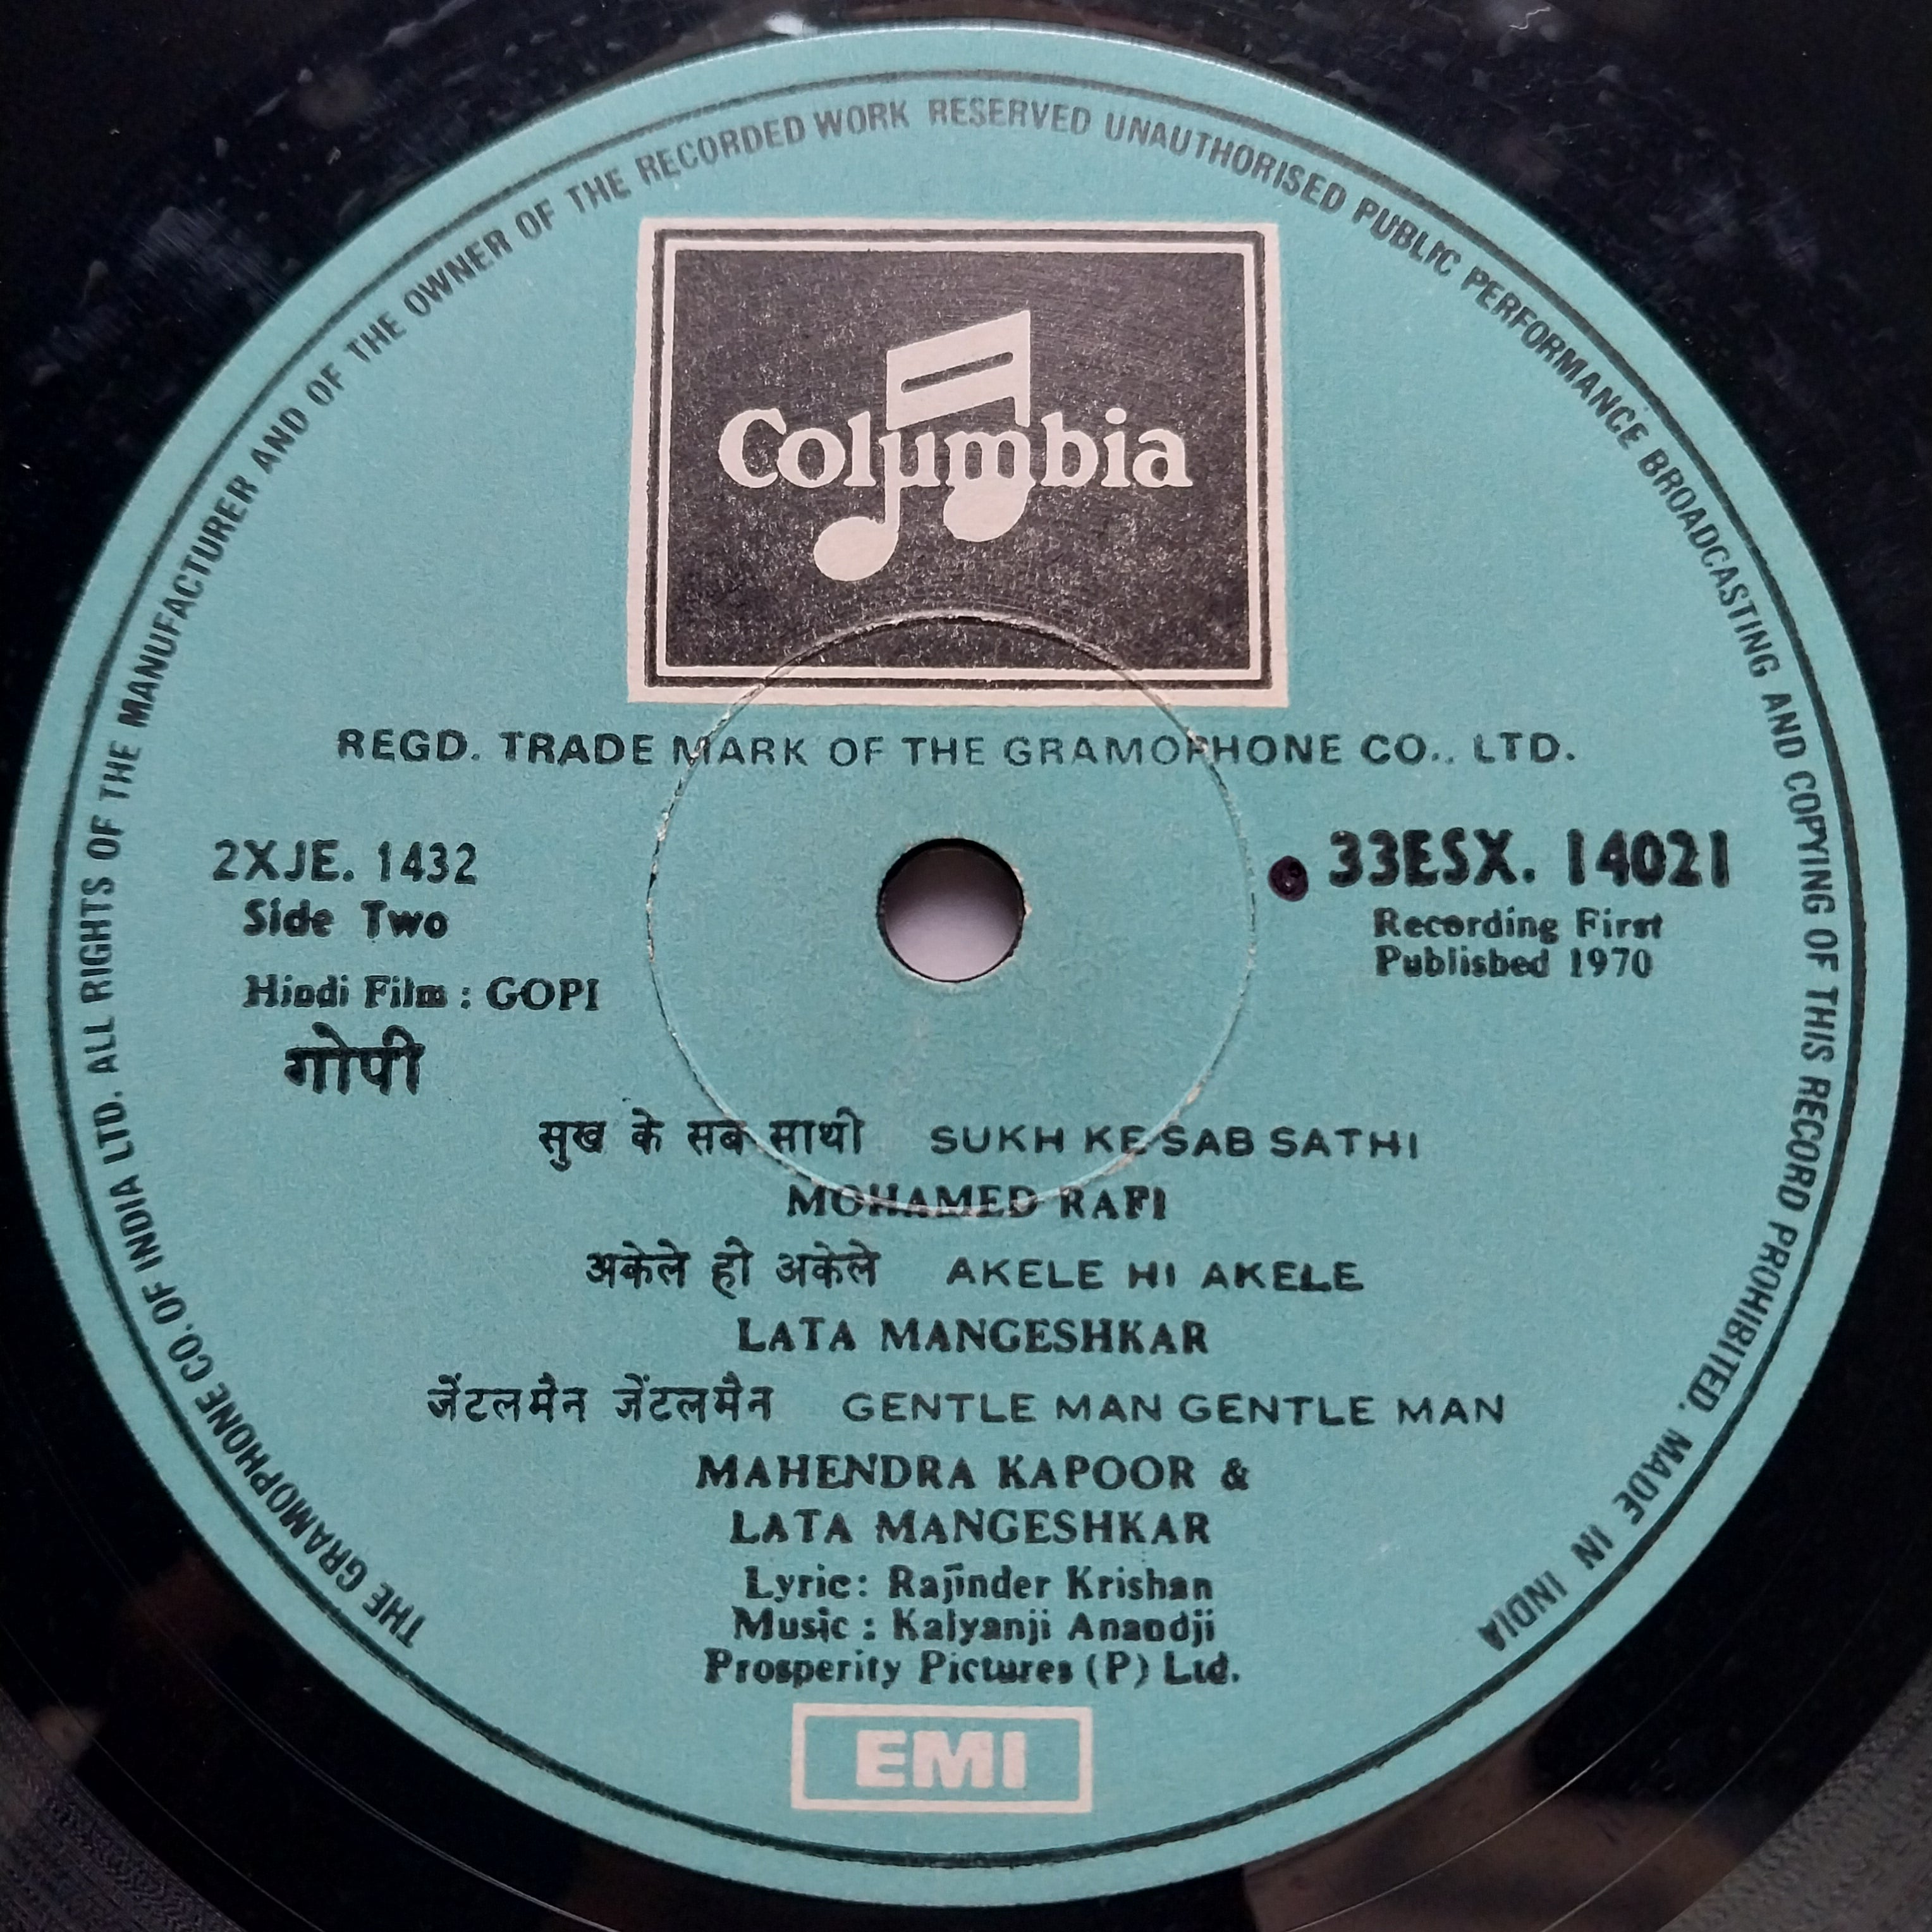 THE GRAMOPHONE CO. OF INDIA LTD. ALL RIGHTS OF THE MANUFACTURER AND OF THE OWNER OF THE RECORDED WORK RESERVED UNAUTHORISED PUBLIC PERFORMANCE BROADCASTING AND COPYING OF THIS RECORD PROHIBITED. MADE IN INDIA
Columbia
REGD. TRADE MARK OF THE GRAMOPHONE CO., LTD.
2XJE. 1432
Side Two
33ESX. 14021
Recording First
Published 1970
Hindi Film : GOPI
गोपी
सुख के सब साथी SUKH KE SAB SATHI
MOHAMED RAFI
अकेले ही अकेले AKELE HI AKELE
LATA MANGESHKAR
जेंटलमैन जेंटलमैन GENTLE MAN GENTLE MAN
MAHENDRA KAPOOR &
LATA MANGESHKAR
Lyric: Rajinder Krishan
Music : Kalyanji Anandji
Prosperity Pictures (P) Ltd.
EMI